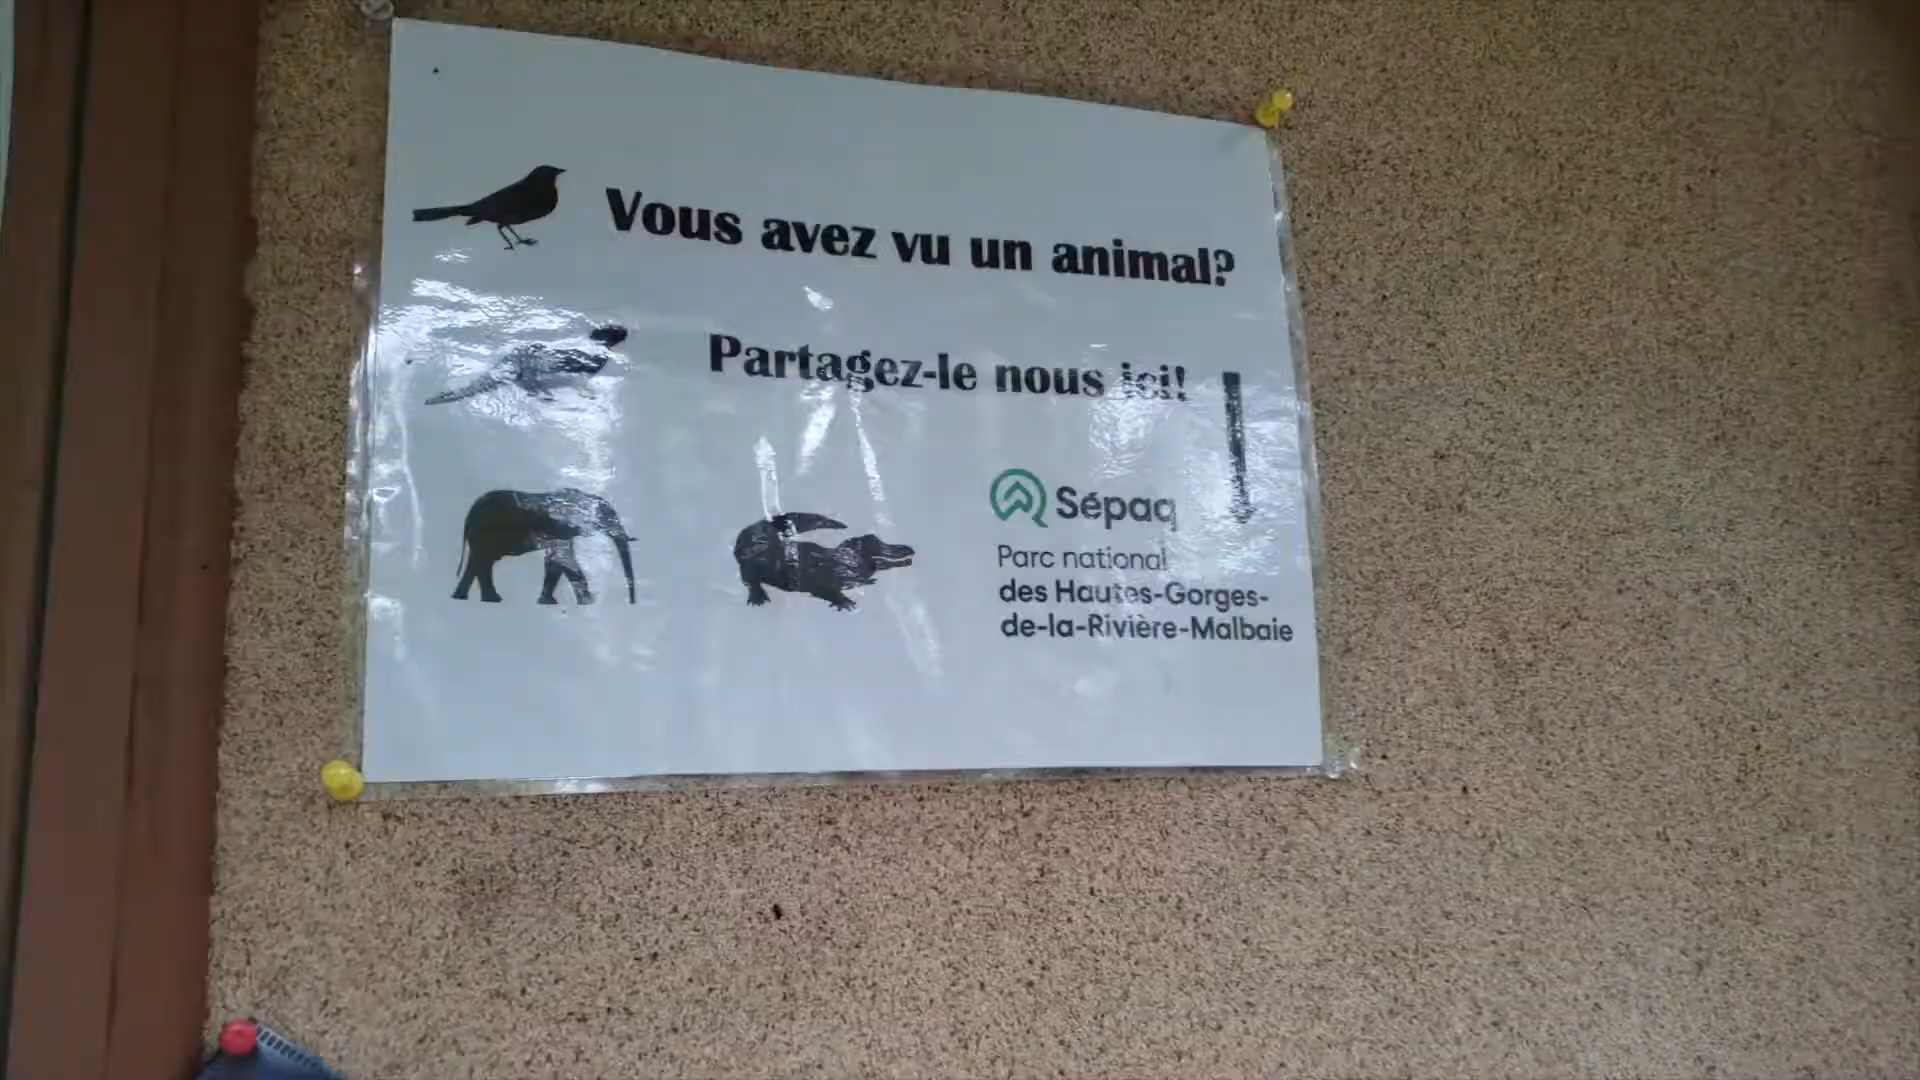 Vous avez vu un animal?
Partagez-le nous ici!
Sépaq
Parc national
des Hautes-Gorges-
de-la-Rivière-Malbaie